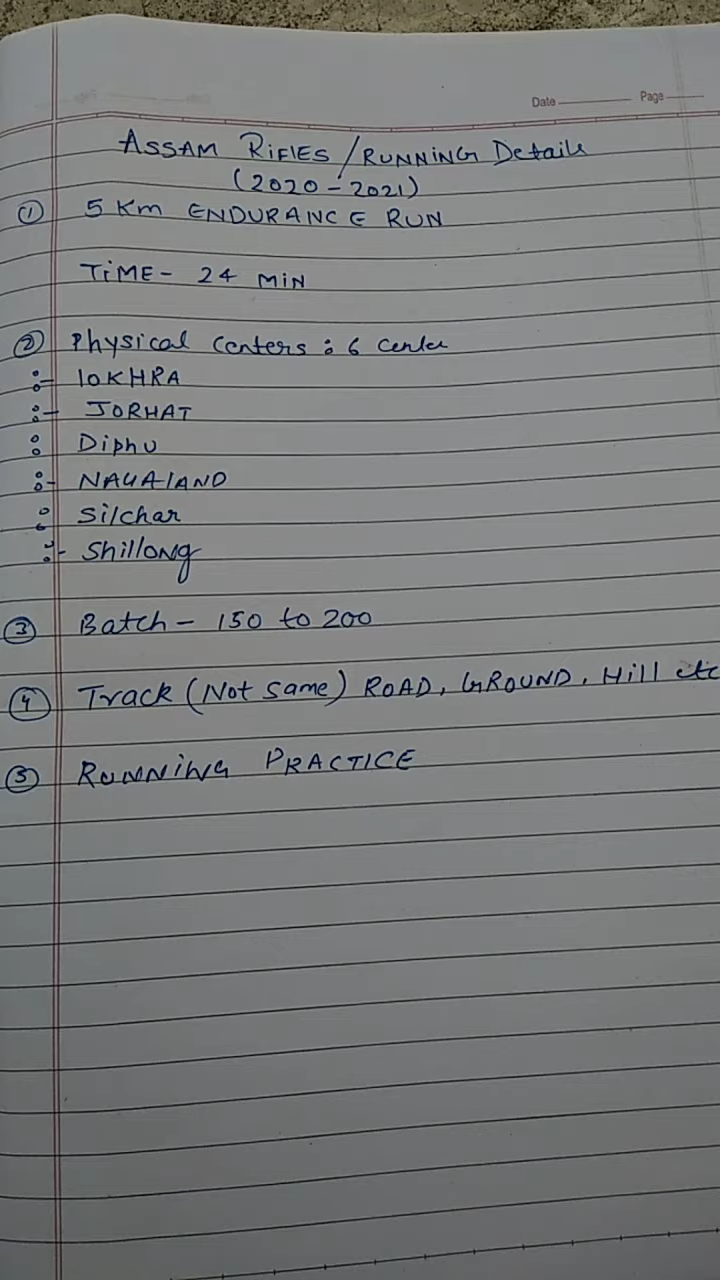 Date Page
ASSAM RIFLES / RUNNING Details
(2020-2021)
① 5 Km ENDURANCE RUN
TiME - 24 MiN
② Physical Centers : 6 Center
:- lOKHRA
:- JORHAT
: Diphu
:- NAGAlAND
: Silchar
:- Shillong
③ Batch - 150 to 200
④ Track (Not same) ROAD, GROUND, Hill etc
⑤ RUNNiNG PRACTICE